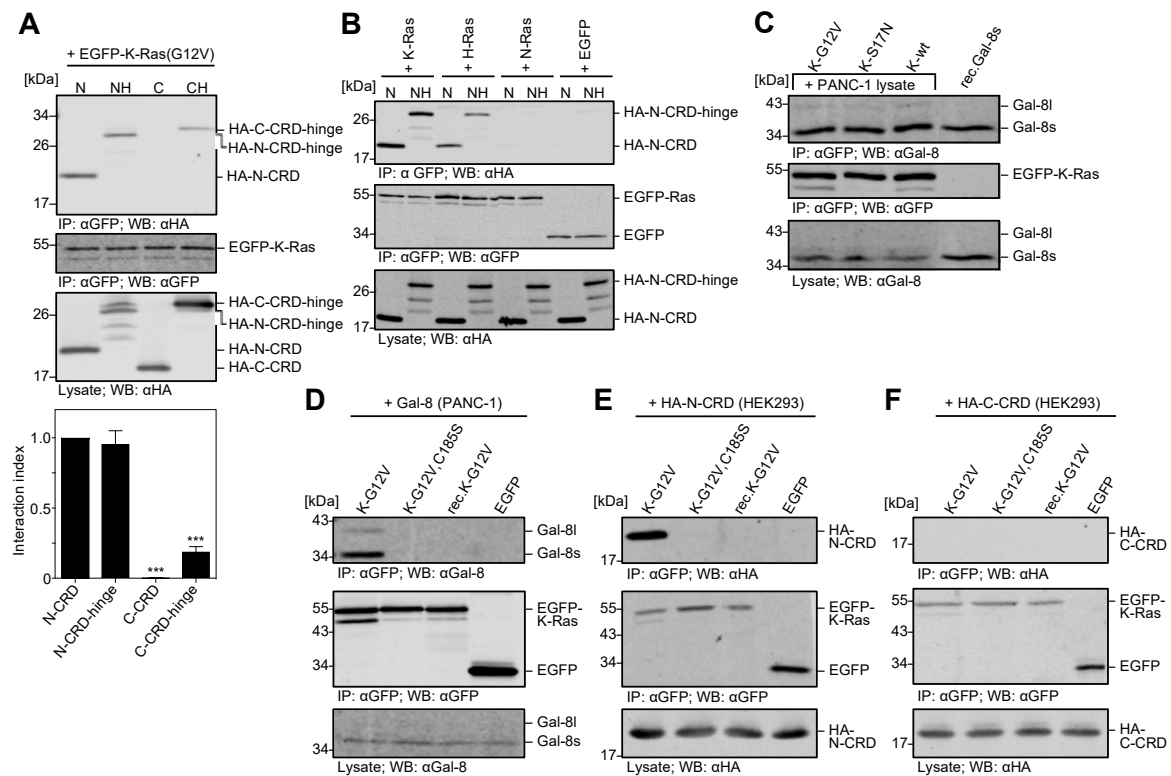 A
+ EGFP-K-Ras(G12V)
[kDa]
N NH C CH
34
26
17
HA-C-CRD-hinge
HA-N-CRD-hinge
HA-N-CRD
IP: αGFP; WB: αHA
55
EGFP-K-Ras
IP: αGFP; WB: αGFP
26
17
HA-C-CRD-hinge
HA-N-CRD-hinge
HA-N-CRD
HA-C-CRD
Lysate; WB: αHA
Interaction index
1.0
0.5
0
***
***
N-CRD
N-CRD-hinge
C-CRD
C-CRD-hinge
B
+ K-Ras
+ H-Ras
+ N-Ras
+ EGFP
[kDa]
N NH N NH N NH N NH
26
17
HA-N-CRD-hinge
HA-N-CRD
IP: α GFP; WB: αHA
55
34
EGFP-Ras
EGFP
IP: αGFP; WB: αGFP
26
17
HA-N-CRD-hinge
HA-N-CRD
Lysate; WB: αHA
C
K-G12V
K-S17N
K-wt
rec.Gal-8s
[kDa]
+ PANC-1 lysate
43
34
Gal-8l
Gal-8s
IP: αGFP; WB: αGal-8
55
EGFP-K-Ras
IP: αGFP; WB: αGFP
43
34
Gal-8l
Gal-8s
Lysate; WB: αGal-8
D
+ Gal-8 (PANC-1)
K-G12V
K-G12V,C185S
rec.K-G12V
EGFP
[kDa]
43
34
Gal-8l
Gal-8s
IP: αGFP; WB: αGal-8
55
43
34
EGFP-
K-Ras
EGFP
IP: αGFP; WB: αGFP
34
Gal-8l
Gal-8s
Lysate; WB: αGal-8
E
+ HA-N-CRD (HEK293)
K-G12V
K-G12V,C185S
rec.K-G12V
EGFP
[kDa]
17
HA-
N-CRD
IP: αGFP; WB: αHA
55
43
34
EGFP-
K-Ras
EGFP
IP: αGFP; WB: αGFP
17
HA-
N-CRD
Lysate; WB: αHA
F
+ HA-C-CRD (HEK293)
K-G12V
K-G12V,C185S
rec.K-G12V
EGFP
[kDa]
17
HA-
C-CRD
IP: αGFP; WB: αHA
55
43
34
EGFP-
K-Ras
EGFP
IP: αGFP; WB: αGFP
17
HA-
C-CRD
Lysate; WB: αHA